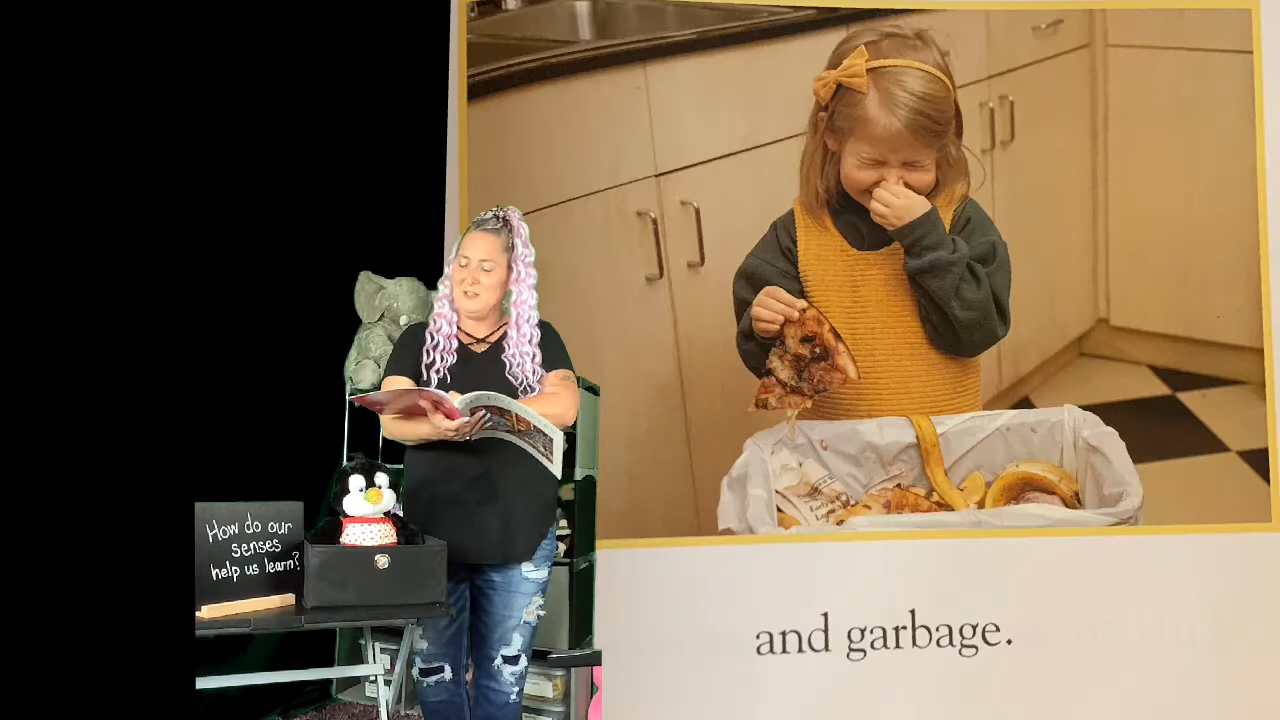 How do our
senses
help us learn?
and garbage.